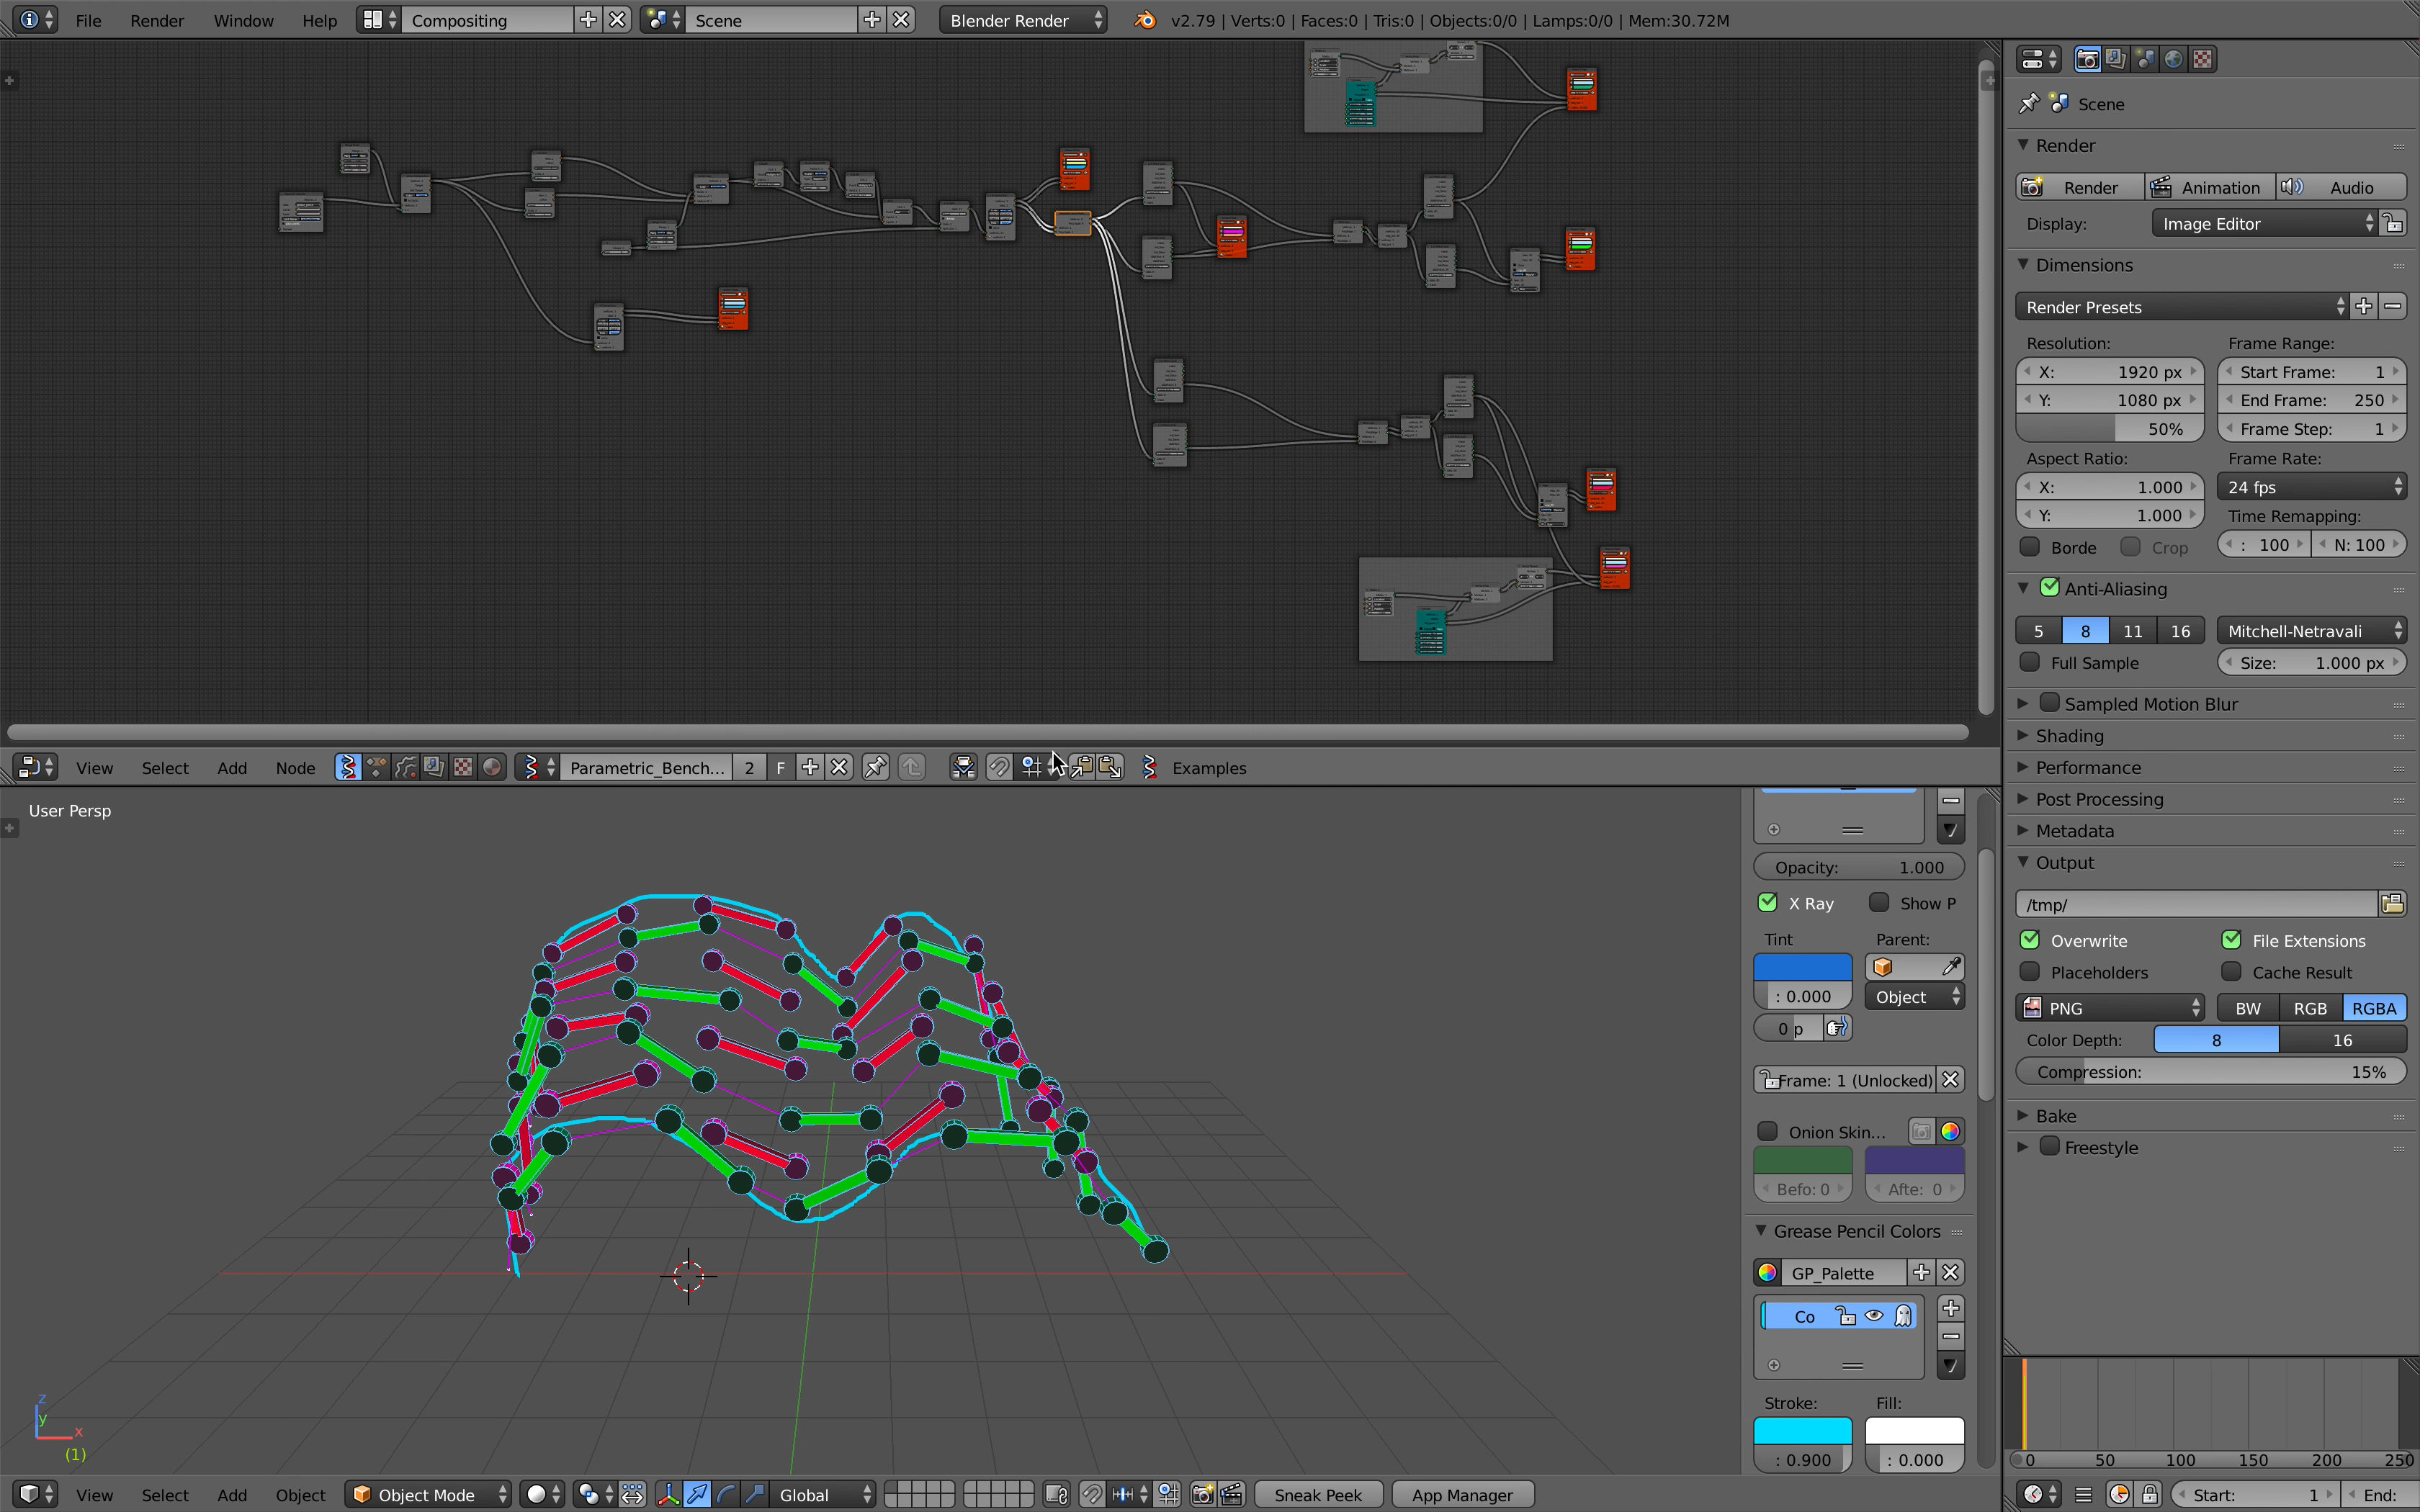 File Render Window Help Compositing Scene Blender Render v2.79 | Verts:0 | Faces:0 | Tris:0 | Objects:0/0 | Lamps:0/0 | Mem:30.72M
Scene
Render
Render Animation Audio
Display: Image Editor
Dimensions
Render Presets
Resolution: Frame Range:
X: 1920 px Start Frame: 1
Y: 1080 px End Frame: 250
50% Frame Step: 1
Aspect Ratio: Frame Rate:
X: 1.000 24 fps
Y: 1.000 Time Remapping:
Borde Crop : 100 N: 100
Anti-Aliasing
5 8 11 16 Mitchell-Netravali
Full Sample Size: 1.000 px
Sampled Motion Blur
Shading
Performance
Post Processing
Metadata
Output
/tmp/
Overwrite File Extensions
Placeholders Cache Result
PNG BW RGB RGBA
Color Depth: 8 16
Compression: 15%
Bake
Freestyle
View Select Add Node Parametric_Bench... 2 F Examples
User Persp
Opacity: 1.000
X Ray Show P
Tint Parent:
: 0.000 Object
0 p
Frame: 1 (Unlocked)
Onion Skin...
Befo: 0 Afte: 0
Grease Pencil Colors
GP_Palette
Co
Stroke: Fill:
: 0.900 : 0.000
z
y
x
(1)
0 50 100 150 200 250
View Select Add Object Object Mode Global Sneak Peek App Manager
Start: 1 End: